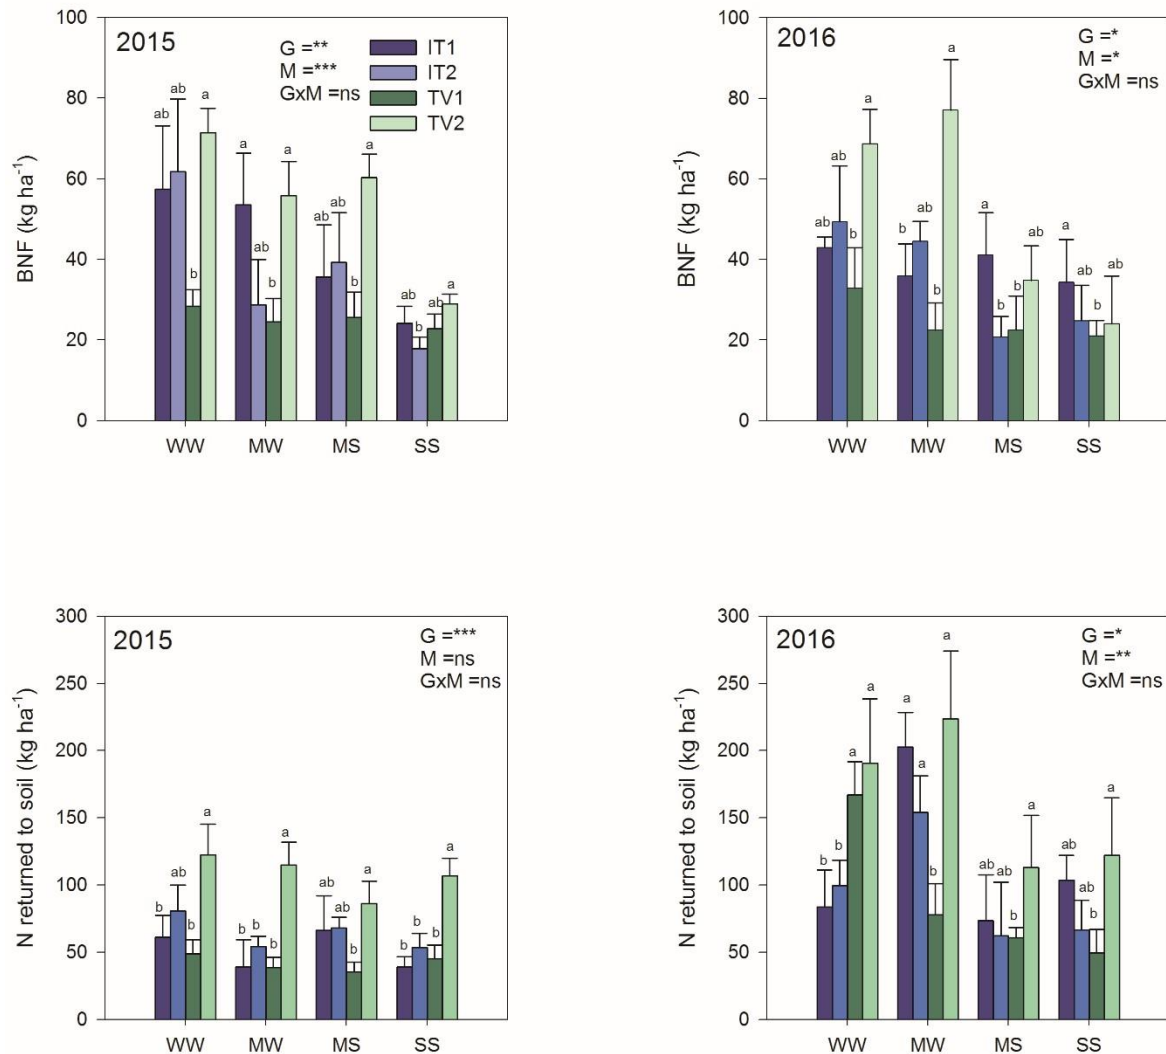 2015
G =**
M =***
GxM =ns
IT1
IT2
TV1
TV2
BNF (kg ha⁻¹)
100
80
60
40
20
0
ab ab b a
a ab b a
ab ab b a
ab b ab a
WW MW MS SS
2016
G =*
M =*
GxM =ns
BNF (kg ha⁻¹)
100
80
60
40
20
0
ab ab b a
b ab b a
a b b ab
a ab b ab
WW MW MS SS
2015
G =***
M =ns
GxM =ns
N returned to soil (kg ha⁻¹)
300
250
200
150
100
50
0
b ab b a
b b b a
ab ab b a
b b b a
WW MW MS SS
2016
G =*
M =**
GxM =ns
N returned to soil (kg ha⁻¹)
300
250
200
150
100
50
0
b b a a
a a b a
ab ab b a
a ab b a
WW MW MS SS